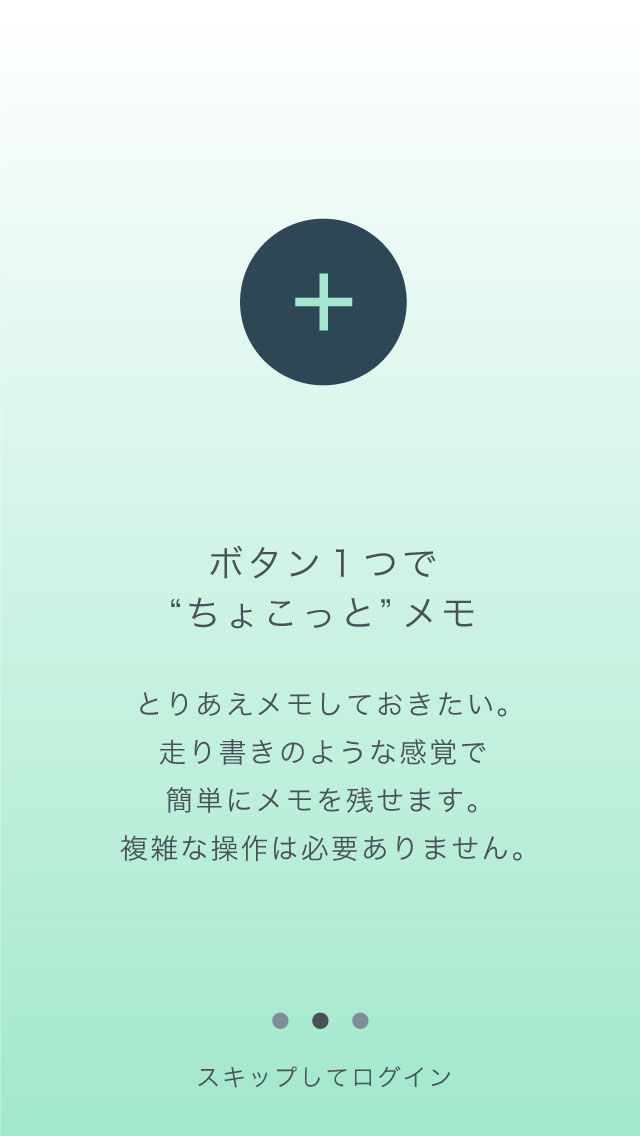 ボタン１つで
“ちょこっと”メモ
とりあえメモしておきたい。
走り書きのような感覚で
簡単にメモを残せます。
複雑な操作は必要ありません。
スキップしてログイン